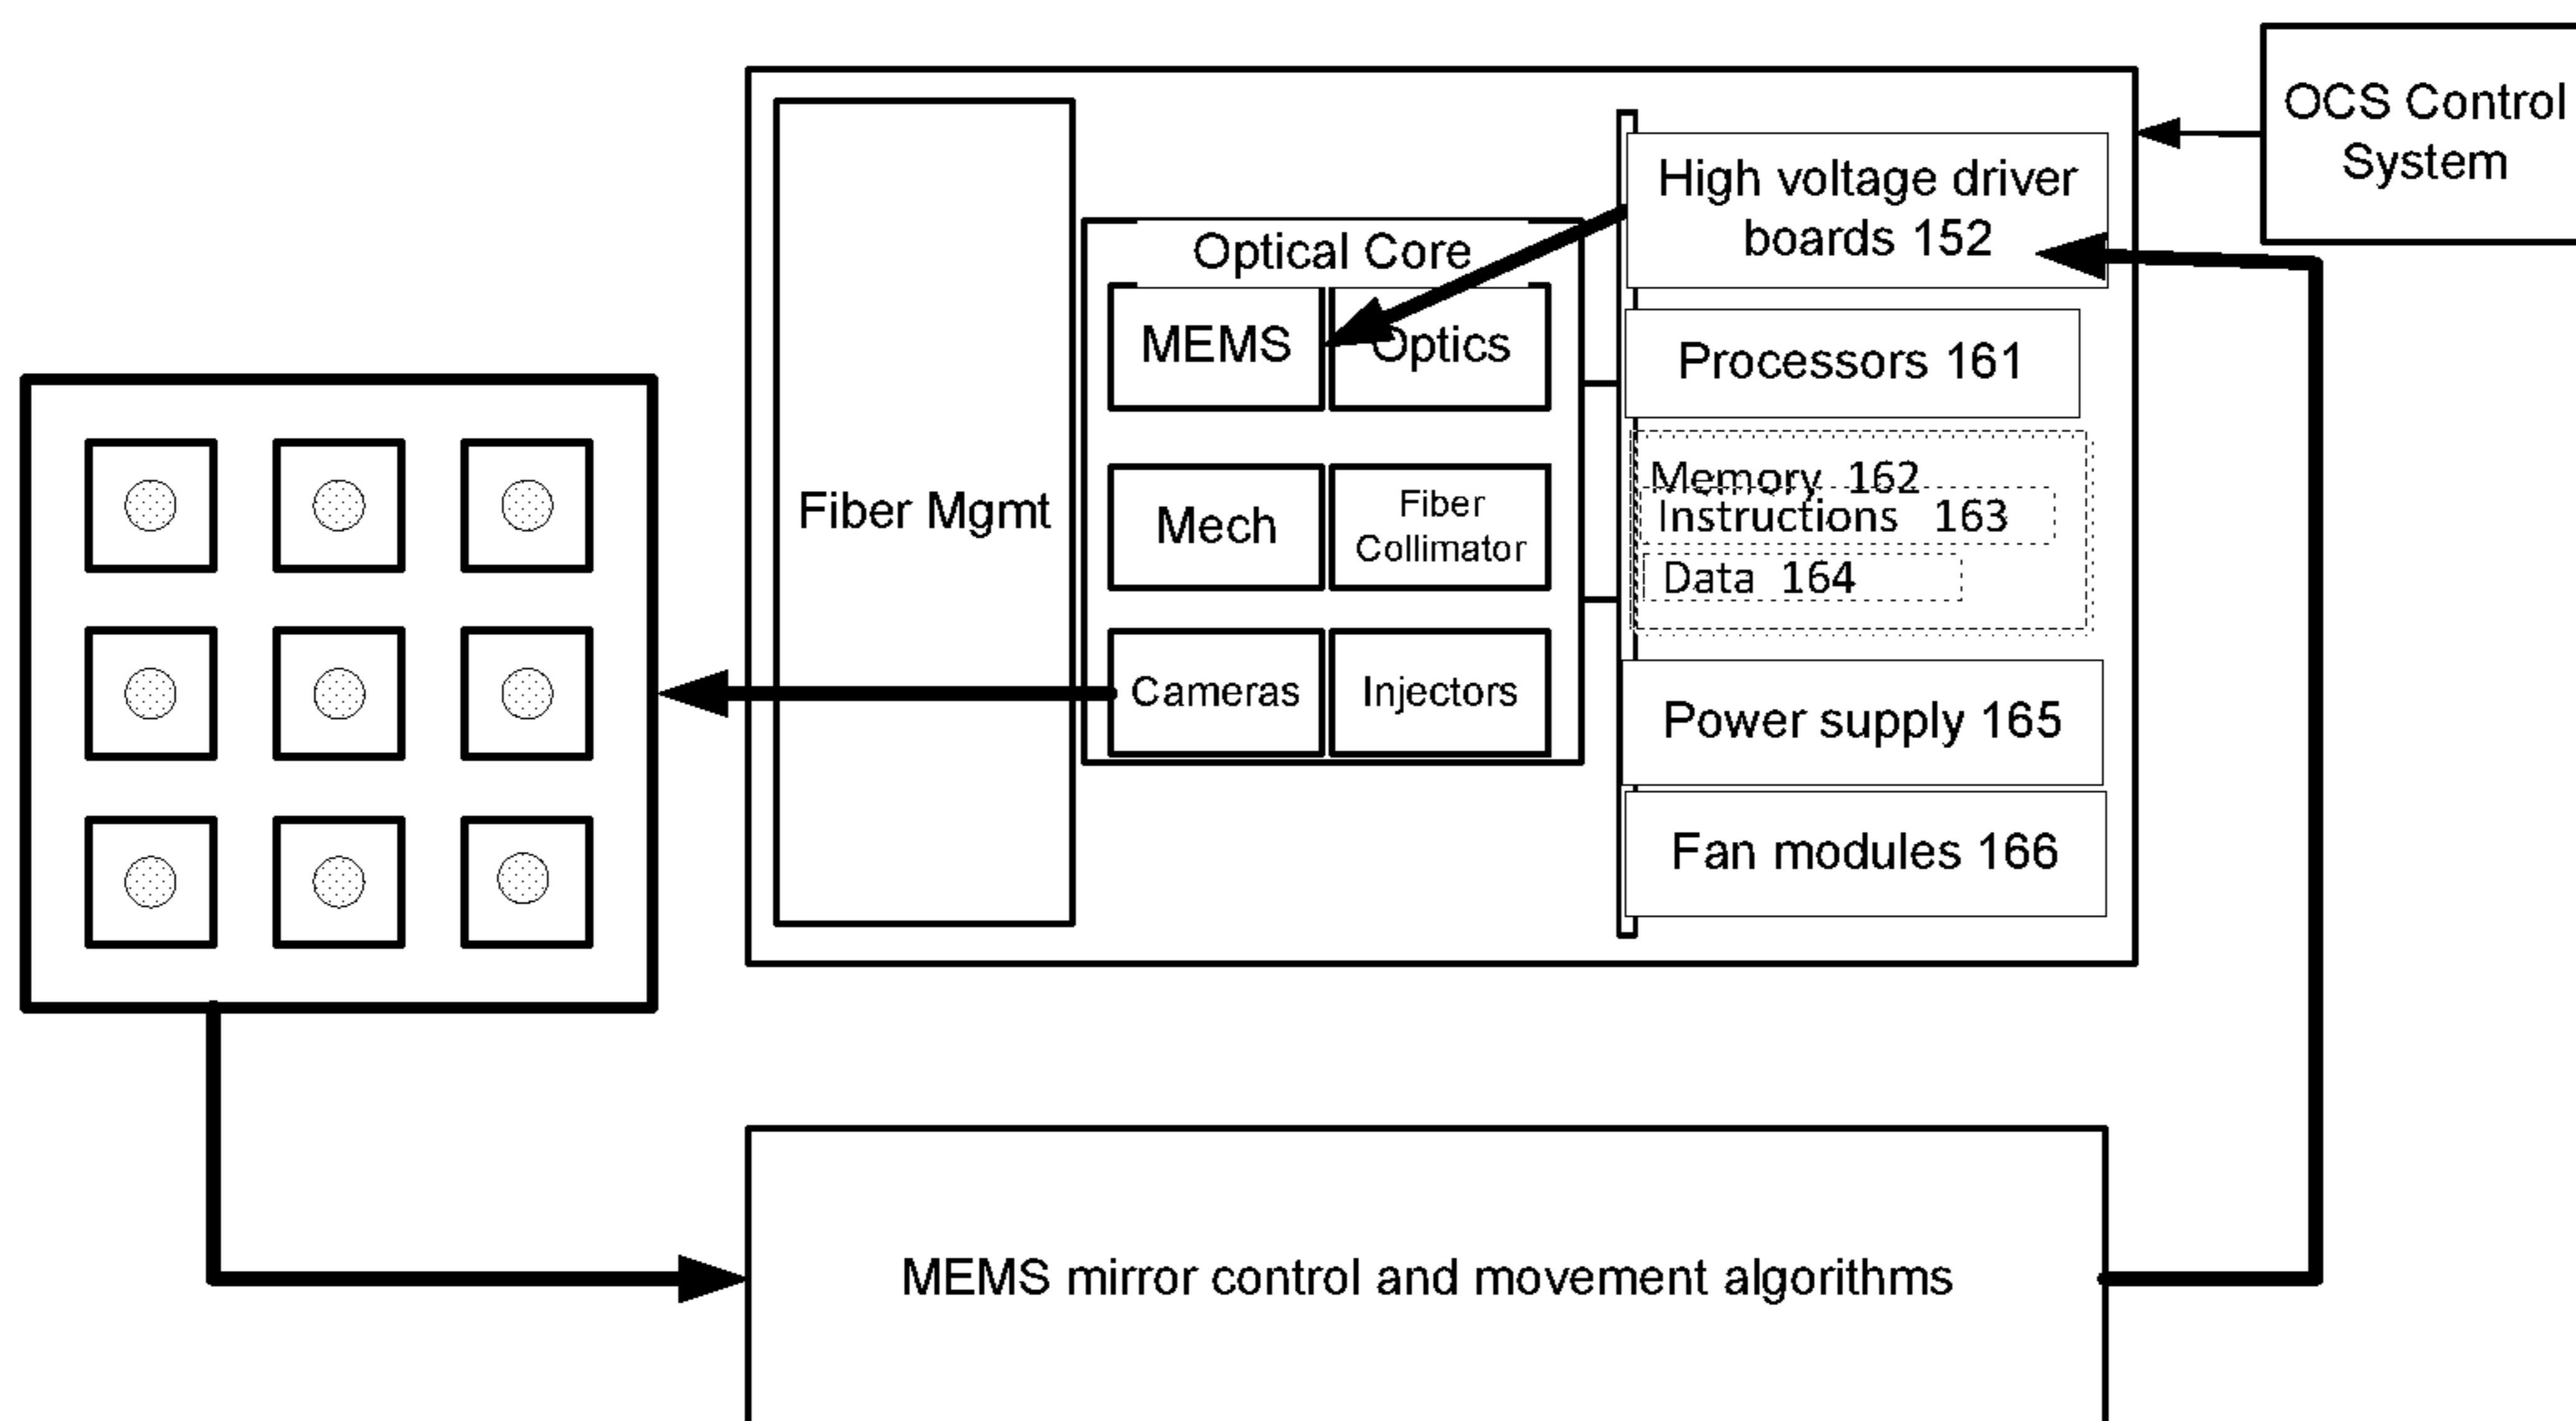 OCS Control
System
High voltage driver
boards 152
Optical Core
MEMS
Optics
Processors 161
Fiber Mgmt
Mech
Fiber
Collimator
Memory 162
Instructions 163
Data 164
Cameras
Injectors
Power supply 165
Fan modules 166
MEMS mirror control and movement algorithms